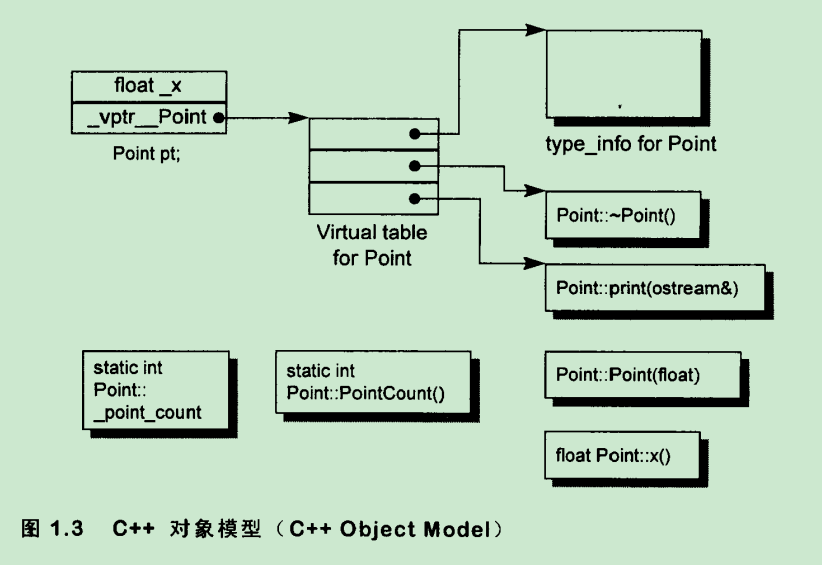 float _x
_vptr__Point
Point pt;
Virtual table
for Point
type_info for Point
Point::~Point()
Point::print(ostream&)
static int
Point::
_point_count
static int
Point::PointCount()
Point::Point(float)
float Point::x()
图 1.3 C++ 对象模型（C++ Object Model）